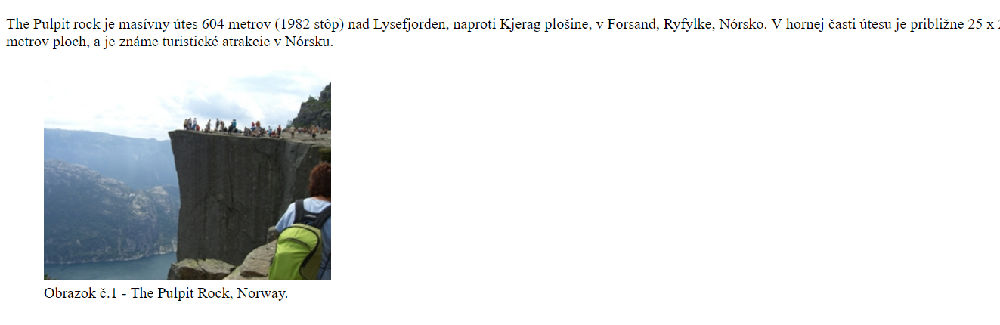 The Pulpit rock je masívny útes 604 metrov (1982 stôp) nad Lysefjorden, naproti Kjerag plošine, v Forsand, Ryfylke, Nórsko. V hornej časti útesu je približne 25 x
metrov ploch, a je známe turistické atrakcie v Nórsku.
Obrazok č.1 - The Pulpit Rock, Norway.